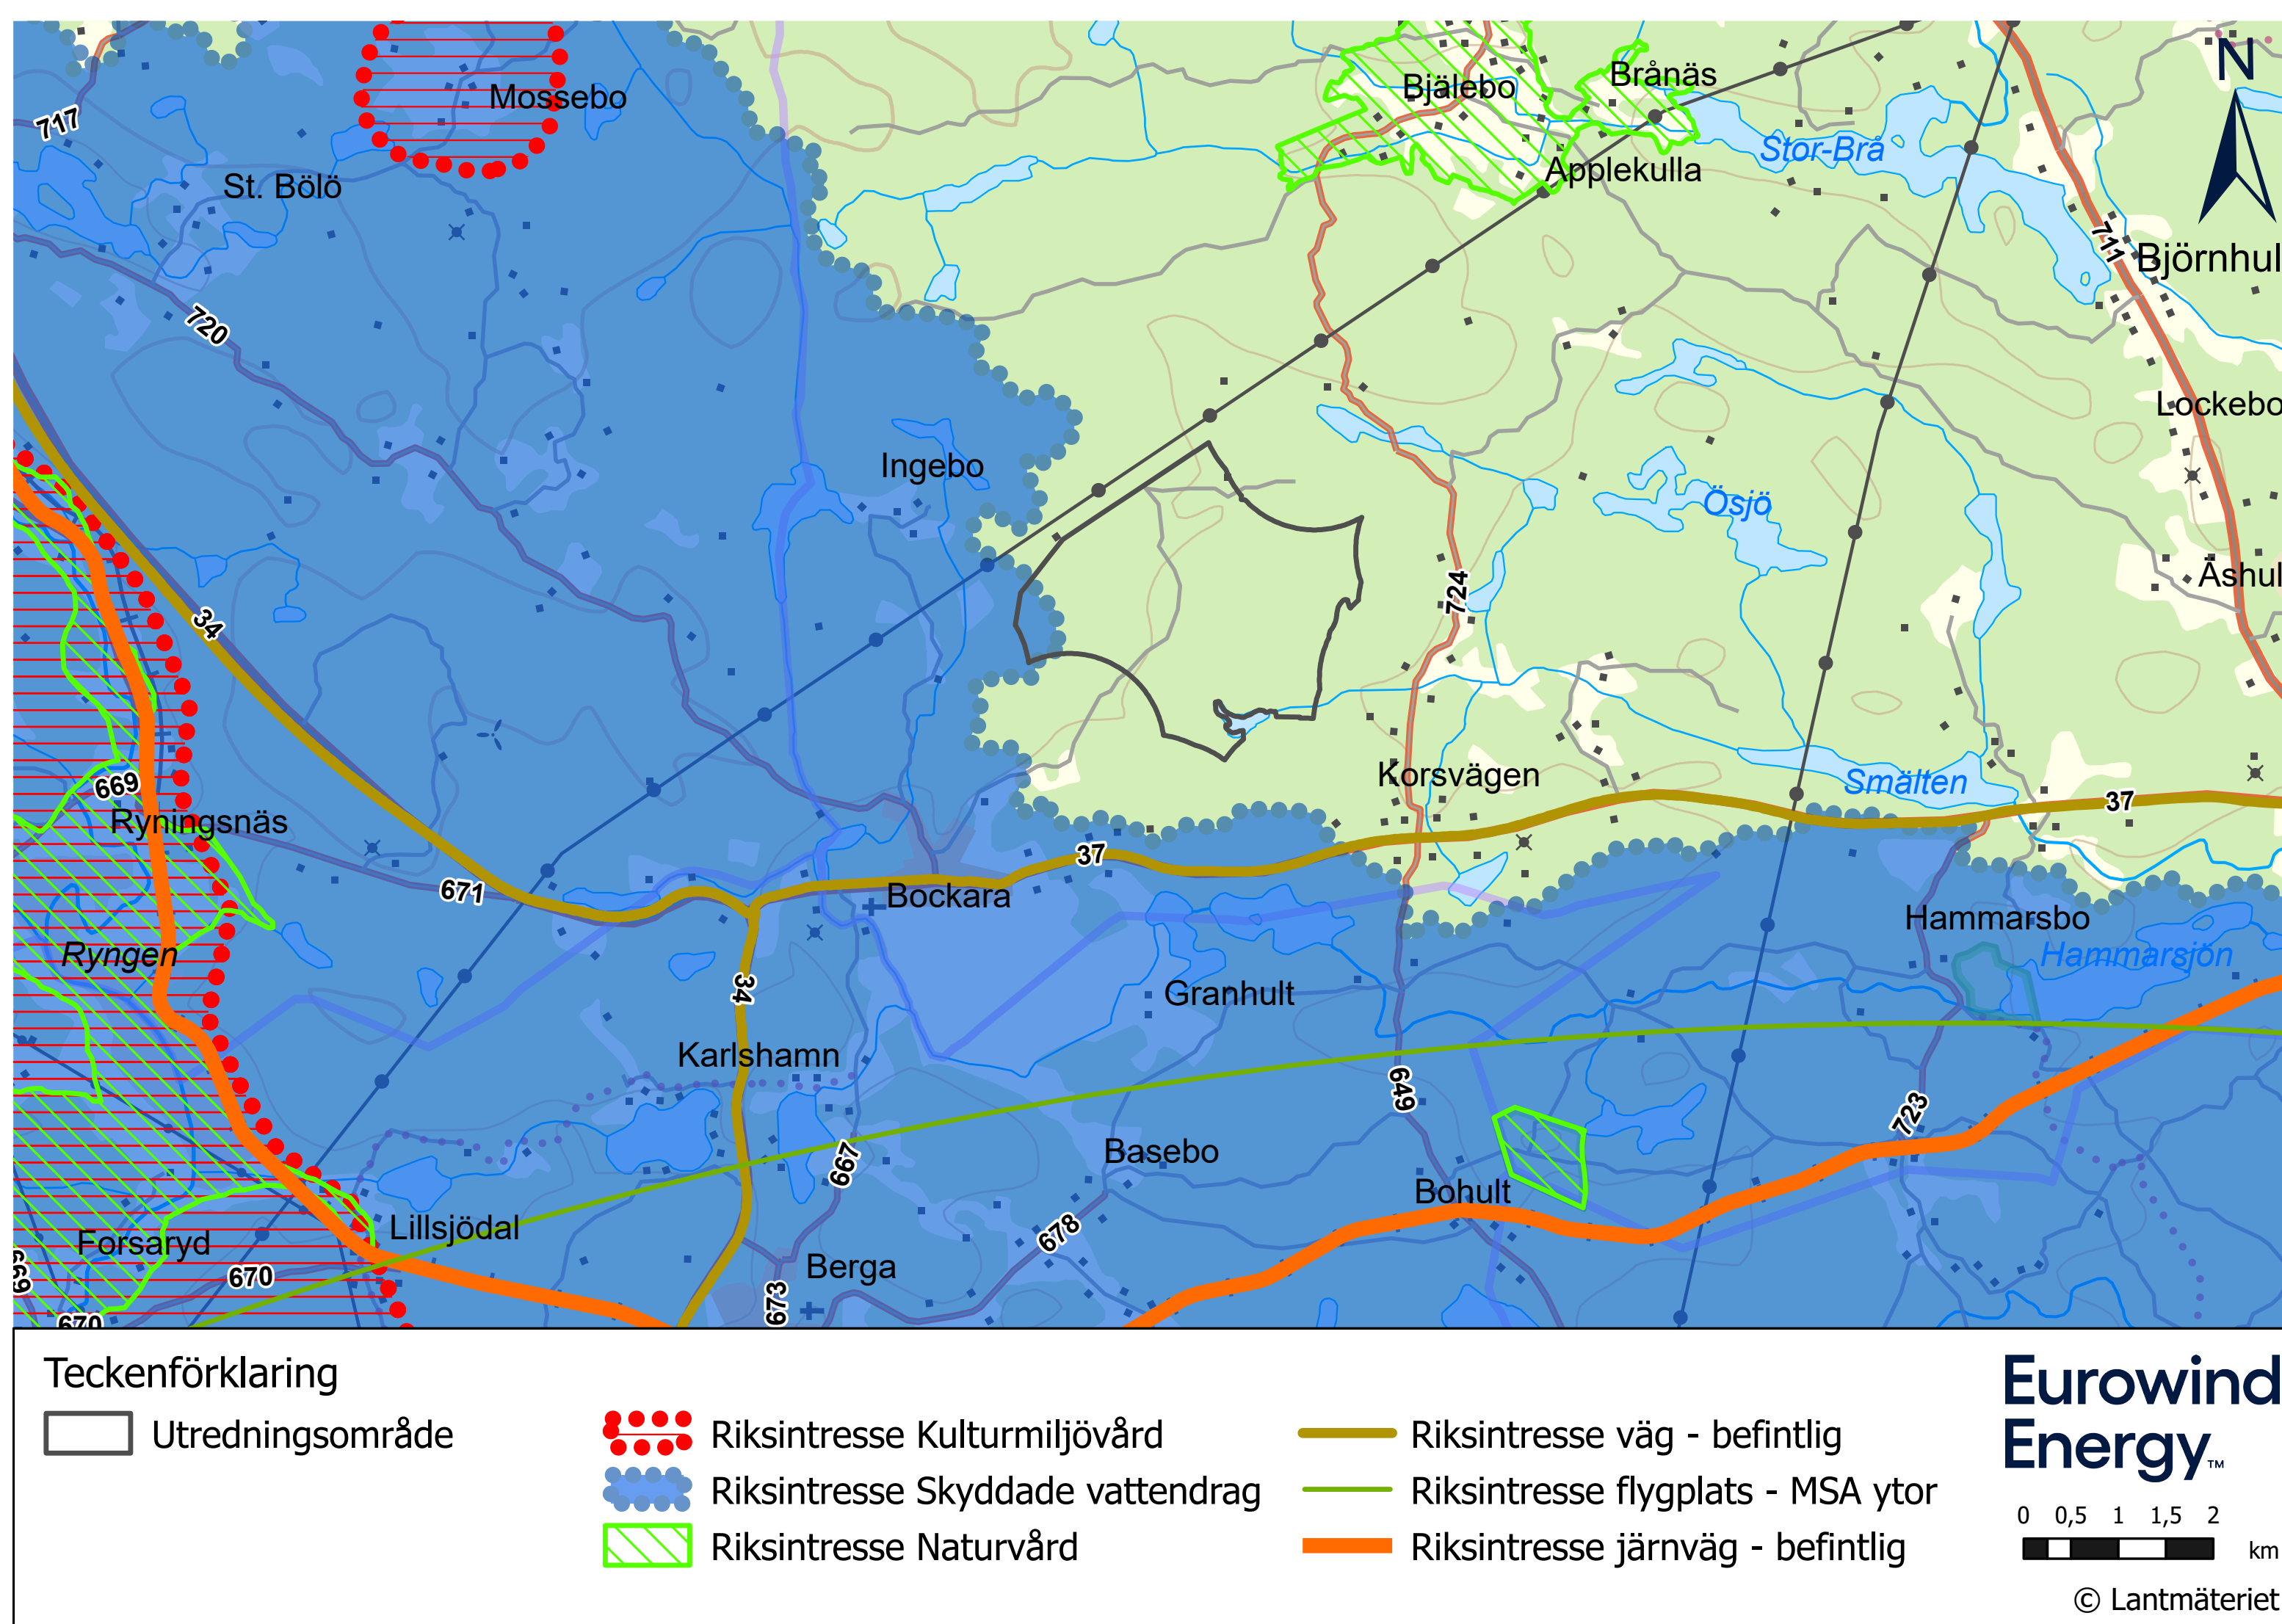 N
Mossebo
Bjälebo
Brånäs
717
Stor-Brå
Applekulla
St. Bölö
711
Björnhul
720
Lockebo
Ingebo
Ösjö
Åshul
724
34
Korsvägen
Smälten
669
37
Ryningsnäs
37
671
Bockara
Hammarsbo
Ryngen
Hammarsjön
34
Granhult
Karlshamn
649
723
Basebo
667
Bohult
Lillsjödal
678
Forsaryd
Berga
669
670
673
670
Teckenförklaring
Utredningsområde
Riksintresse Kulturmiljövård
Riksintresse Skyddade vattendrag
Riksintresse Naturvård
Riksintresse väg - befintlig
Riksintresse flygplats - MSA ytor
Riksintresse järnväg - befintlig
Eurowind
Energy™
0 0,5 1 1,5 2
km
© Lantmäteriet